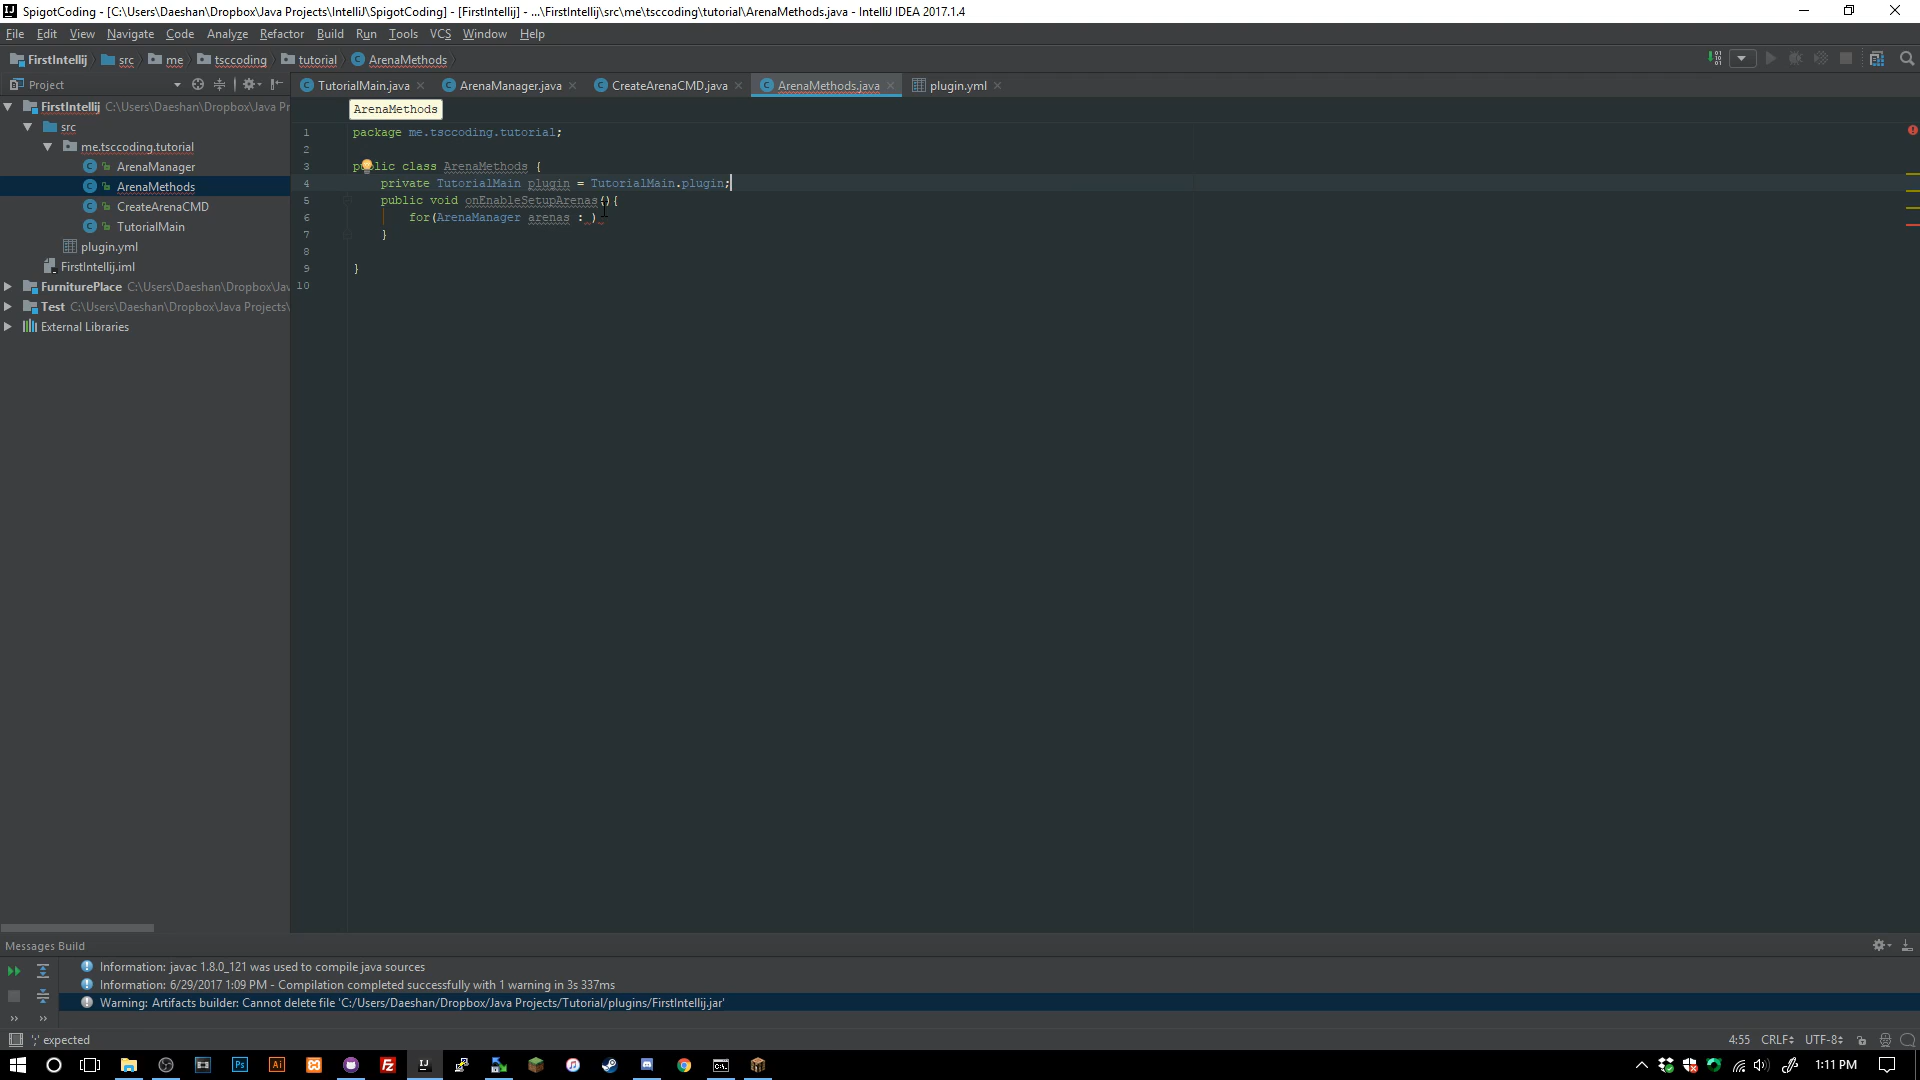 SpigotCoding - [C:\Users\Daeshan\Dropbox\Java Projects\IntelliJ\SpigotCoding] - [FirstIntellij] - ...\FirstIntellij\src\me\tsccoding\tutorial\ArenaMethods.java - IntelliJ IDEA 2017.1.4
File Edit View Navigate Code Analyze Refactor Build Run Tools VCS Window Help
FirstIntellij src me tsccoding tutorial ArenaMethods
Project
TutorialMain.java ArenaManager.java CreateArenaCMD.java ArenaMethods.java plugin.yml
FirstIntellij C:\Users\Daeshan\Dropbox\Java Pr
src
me.tsccoding.tutorial
ArenaManager
ArenaMethods
CreateArenaCMD
TutorialMain
plugin.yml
FirstIntellij.iml
FurniturePlace C:\Users\Daeshan\Dropbox\Jav
Test C:\Users\Daeshan\Dropbox\Java Projects\
External Libraries
ArenaMethods
1 package me.tsccoding.tutorial;
2
3 public class ArenaMethods {
4 private TutorialMain plugin = TutorialMain.plugin;
5 public void onEnableSetupArenas(){
6 for(ArenaManager arenas : )
7 }
8
9 }
10
Messages Build
Information: javac 1.8.0_121 was used to compile java sources
Information: 6/29/2017 1:09 PM - Compilation completed successfully with 1 warning in 3s 337ms
Warning: Artifacts builder: Cannot delete file 'C:/Users/Daeshan/Dropbox/Java Projects/Tutorial/plugins/FirstIntellij.jar'
';' expected
4:55 CRLF UTF-8
1:11 PM